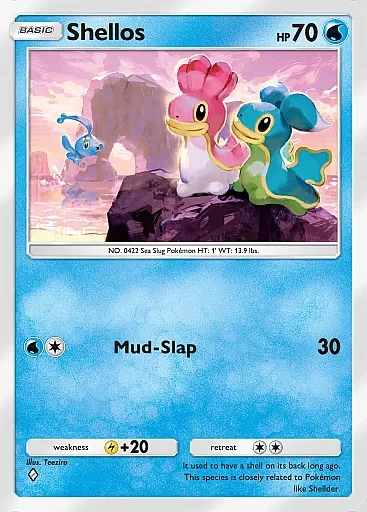 BASIC
Shellos
HP 70
NO. 0422 Sea Slug Pokémon HT: 1' WT: 13.9 lbs.
Mud-Slap 30
weakness +20 retreat
Illus. Teeziro
It used to have a shell on its back long ago.
This species is closely related to Pokémon
like Shellder.